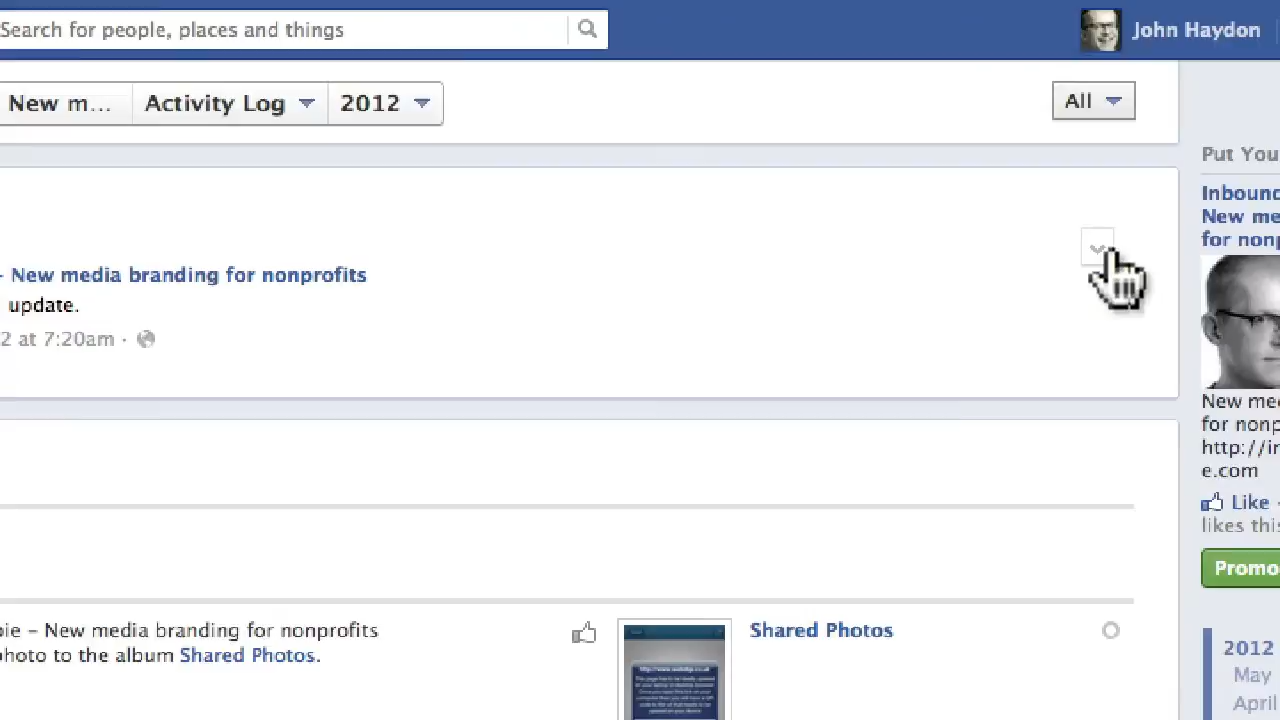 Search for people, places and things
John Haydon
New m...
Activity Log
2012
All
Put You
Inbound
New me
for nonp
- New media branding for nonprofits
update.
2 at 7:20am ·
New med
for nonp
http://in
e.com
Like ·
likes this
Promo
pie – New media branding for nonprofits
photo to the album Shared Photos.
Shared Photos
2012
May
April